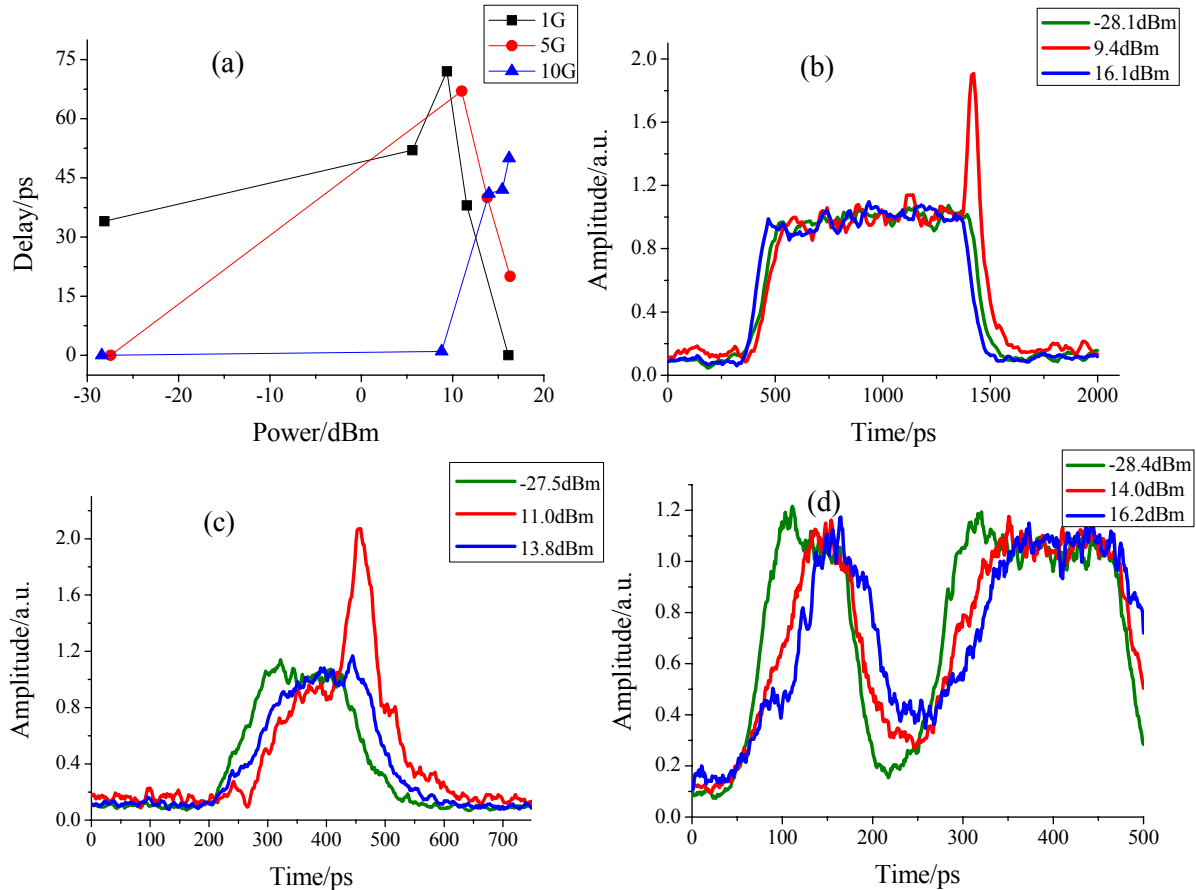 (a)
1G
5G
10G
75
60
45
30
15
0
Delay/ps
-30
-20
-10
0
10
20
Power/dBm
(b)
-28.1dBm
9.4dBm
16.1dBm
2.0
1.6
1.2
0.8
0.4
0.0
Amplitude/a.u.
0
500
1000
1500
2000
Time/ps
(c)
-27.5dBm
11.0dBm
13.8dBm
2.0
1.6
1.2
0.8
0.4
0.0
Amplitude/a.u.
0
100
200
300
400
500
600
700
Time/ps
(d)
-28.4dBm
14.0dBm
16.2dBm
1.2
1.0
0.8
0.6
0.4
0.2
0.0
Amplitude/a.u.
0
100
200
300
400
500
Time/ps